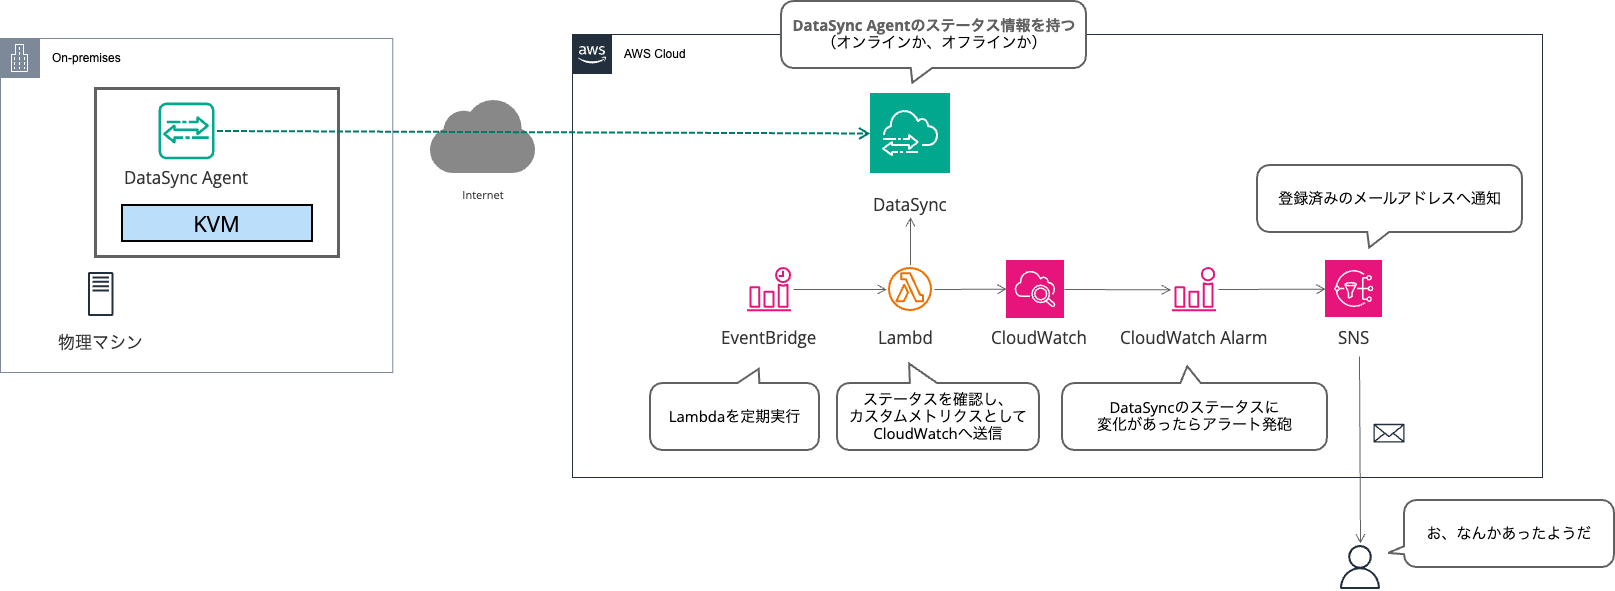 On-premises
DataSync Agent
KVM
物理マシン
Internet
aws
AWS Cloud
DataSync Agentのステータス情報を持つ
（オンラインか、オフラインか）
DataSync
登録済みのメールアドレスへ通知
EventBridge
Lambd
CloudWatch
CloudWatch Alarm
SNS
Lambdaを定期実行
ステータスを確認し、
カスタムメトリクスとして
CloudWatchへ送信
DataSyncのステータスに
変化があったらアラート発砲
お、なんかあったようだ